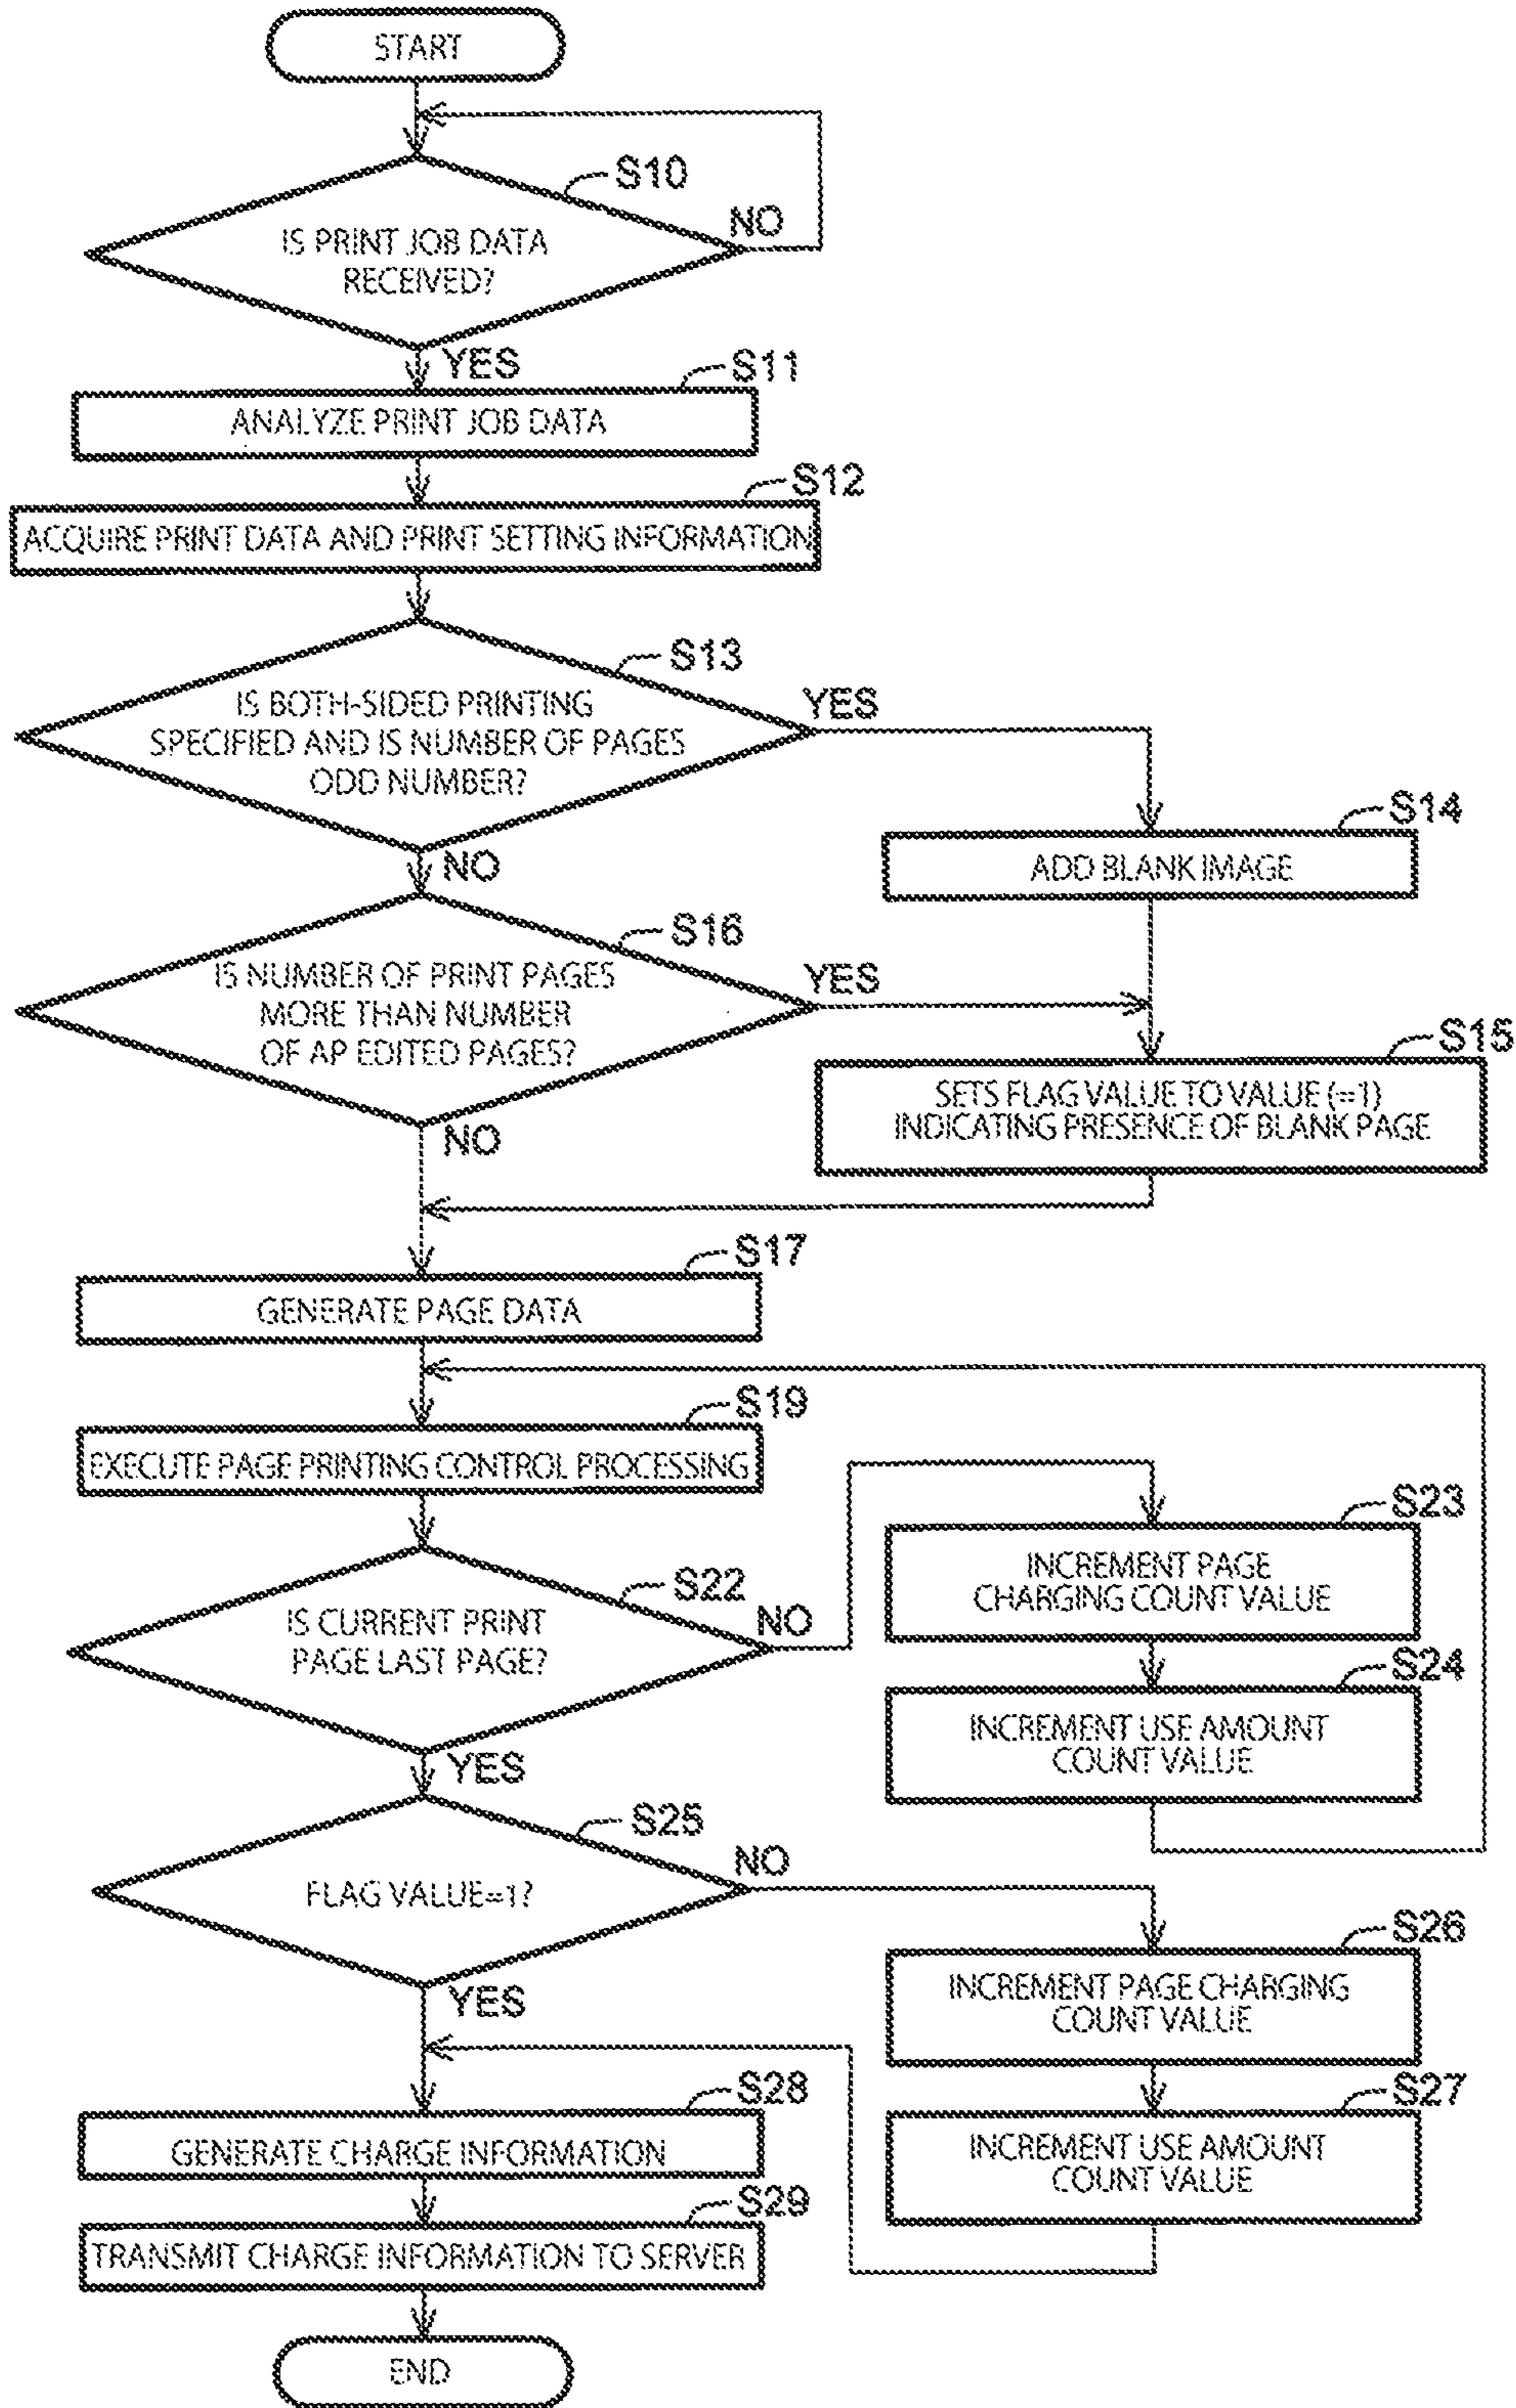 START
S10
NO
IS PRINT JOB DATA
RECEIVED?
YES
S11
ANALYZE PRINT JOB DATA
S12
ACQUIRE PRINT DATA AND PRINT SETTING INFORMATION
S13
IS BOTH-SIDED PRINTING
SPECIFIED AND IS NUMBER OF PAGES
ODD NUMBER?
YES
S14
ADD BLANK IMAGE
NO
S16
IS NUMBER OF PRINT PAGES
MORE THAN NUMBER
OF AP EDITED PAGES?
YES
S15
SETS FLAG VALUE TO VALUE (=1)
INDICATING PRESENCE OF BLANK PAGE
NO
S17
GENERATE PAGE DATA
S19
EXECUTE PAGE PRINTING CONTROL PROCESSING
S22
IS CURRENT PRINT
PAGE LAST PAGE?
NO
S23
INCREMENT PAGE
CHARGING COUNT VALUE
S24
INCREMENT USE AMOUNT
COUNT VALUE
YES
S25
FLAG VALUE=1?
NO
S26
INCREMENT PAGE CHARGING
COUNT VALUE
S27
INCREMENT USE AMOUNT
COUNT VALUE
YES
S28
GENERATE CHARGE INFORMATION
S29
TRANSMIT CHARGE INFORMATION TO SERVER
END